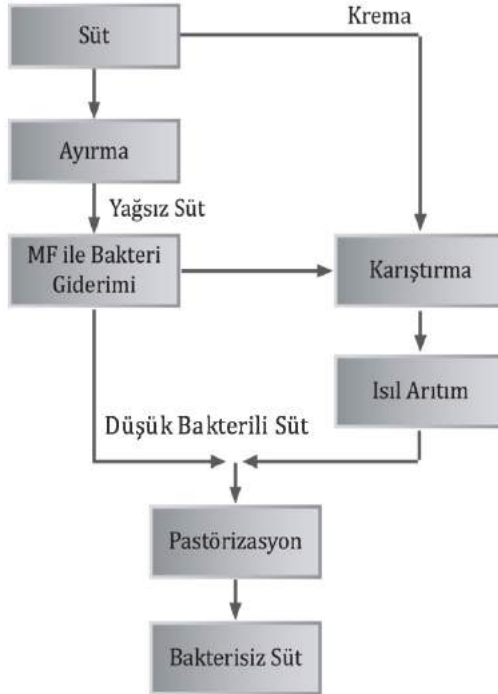 Krema
Süt
Ayırma
Yağsız Süt
MF ile Bakteri
Giderimi
Karıştırma
Isıl Arıtım
Düşük Bakterili Süt
Pastörizasyon
Bakterisiz Süt